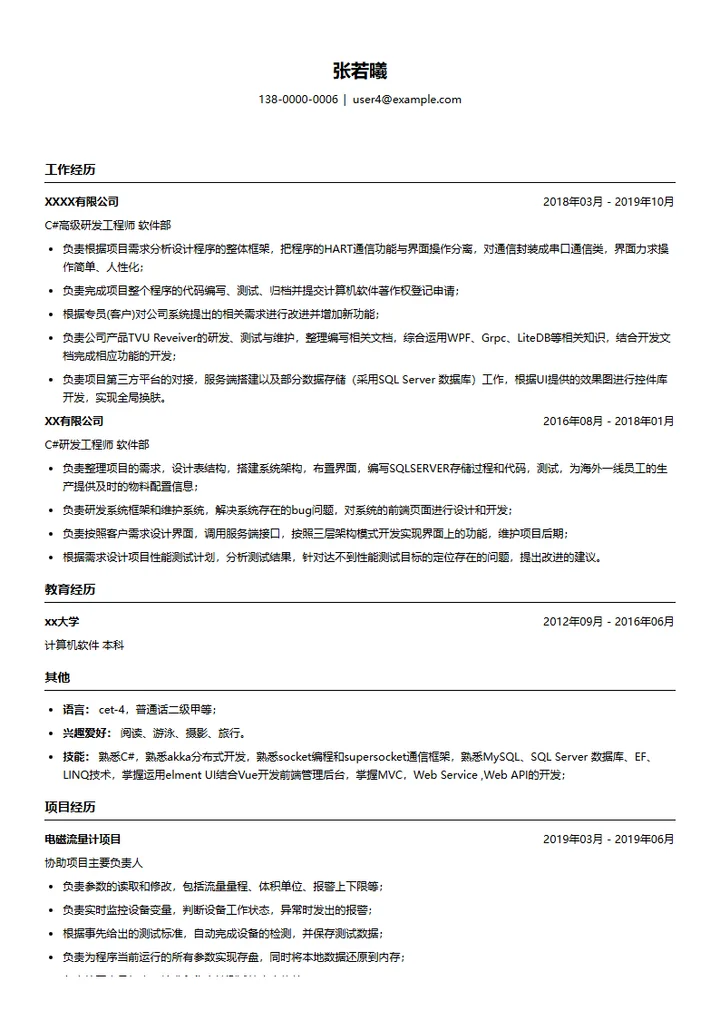 张若曦
138-0000-0006 | user4@example.com
工作经历
XXXX有限公司 2018年03月 - 2019年10月
C#高级研发工程师 软件部
• 负责根据项目需求分析设计程序的整体框架，把程序的HART通信功能与界面操作分离，对通信封装成串口通信类，界面力求操
作简单、人性化；
• 负责完成项目整个程序的代码编写、测试、归档并提交计算机软件著作权登记申请；
• 根据专员(客户)对公司系统提出的相关需求进行改进并增加新功能；
• 负责公司产品TVU Reveiver的研发、测试与维护，整理编写相关文档，综合运用WPF、Grpc、LiteDB等相关知识，结合开发文
档完成相应功能的开发；
• 负责项目第三方平台的对接，服务端搭建以及部分数据存储（采用SQL Server 数据库）工作，根据UI提供的效果图进行控件库
开发，实现全局换肤。
XX有限公司 2016年08月 - 2018年01月
C#研发工程师 软件部
• 负责整理项目的需求，设计表结构，搭建系统架构，布置界面，编写SQLSERVER存储过程和代码，测试，为海外一线员工的生
产提供及时的物料配置信息；
• 负责研发系统框架和维护系统，解决系统存在的bug问题，对系统的前端页面进行设计和开发；
• 负责按照客户需求设计界面，调用服务端接口，按照三层架构模式开发实现界面上的功能，维护项目后期；
• 根据需求设计项目性能测试计划，分析测试结果，针对达不到性能测试目标的定位存在的问题，提出改进的建议。
教育经历
xx大学 2012年09月 - 2016年06月
计算机软件 本科
其他
• 语言： cet-4，普通话二级甲等；
• 兴趣爱好： 阅读、游泳、摄影、旅行。
• 技能： 熟悉C#，熟悉akka分布式开发，熟悉socket编程和supersocket通信框架，熟悉MySQL、SQL Server 数据库、EF、
LINQ技术，掌握运用elment UI结合Vue开发前端管理后台，掌握MVC，Web Service ,Web API的开发；
项目经历
电磁流量计项目 2019年03月 - 2019年06月
协助项目主要负责人
• 负责参数的读取和修改，包括流量量程、体积单位、报警上下限等；
• 负责实时监控设备变量，判断设备工作状态，异常时发出的报警；
• 根据事先给出的测试标准，自动完成设备的检测，并保存测试数据；
• 负责为程序当前运行的所有参数实现存盘，同时将本地数据还原到内存；